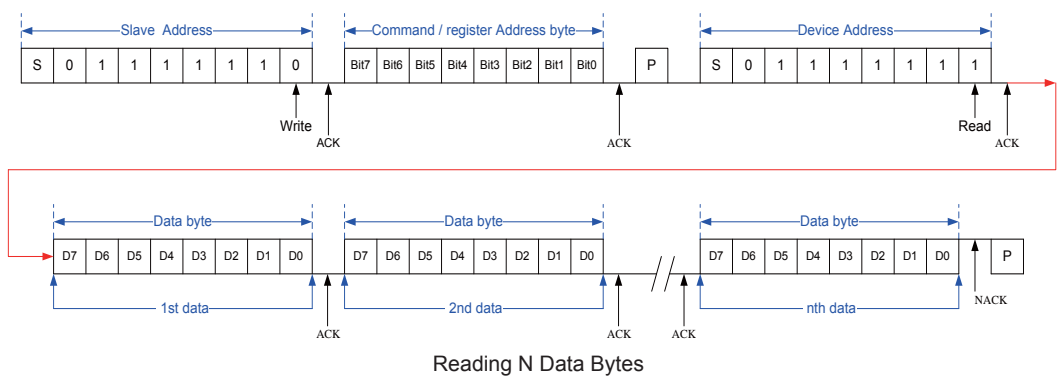 Slave Address Command / register Address byte Device Address
S 0 1 1 1 1 1 1 0 Bit7 Bit6 Bit5 Bit4 Bit3 Bit2 Bit1 Bit0 P S 0 1 1 1 1 1 1 1
Write ACK ACK Read ACK
Data byte Data byte Data byte
D7 D6 D5 D4 D3 D2 D1 D0 D7 D6 D5 D4 D3 D2 D1 D0 D7 D6 D5 D4 D3 D2 D1 D0 P
1st data 2nd data nth data NACK
ACK ACK ACK
Reading N Data Bytes